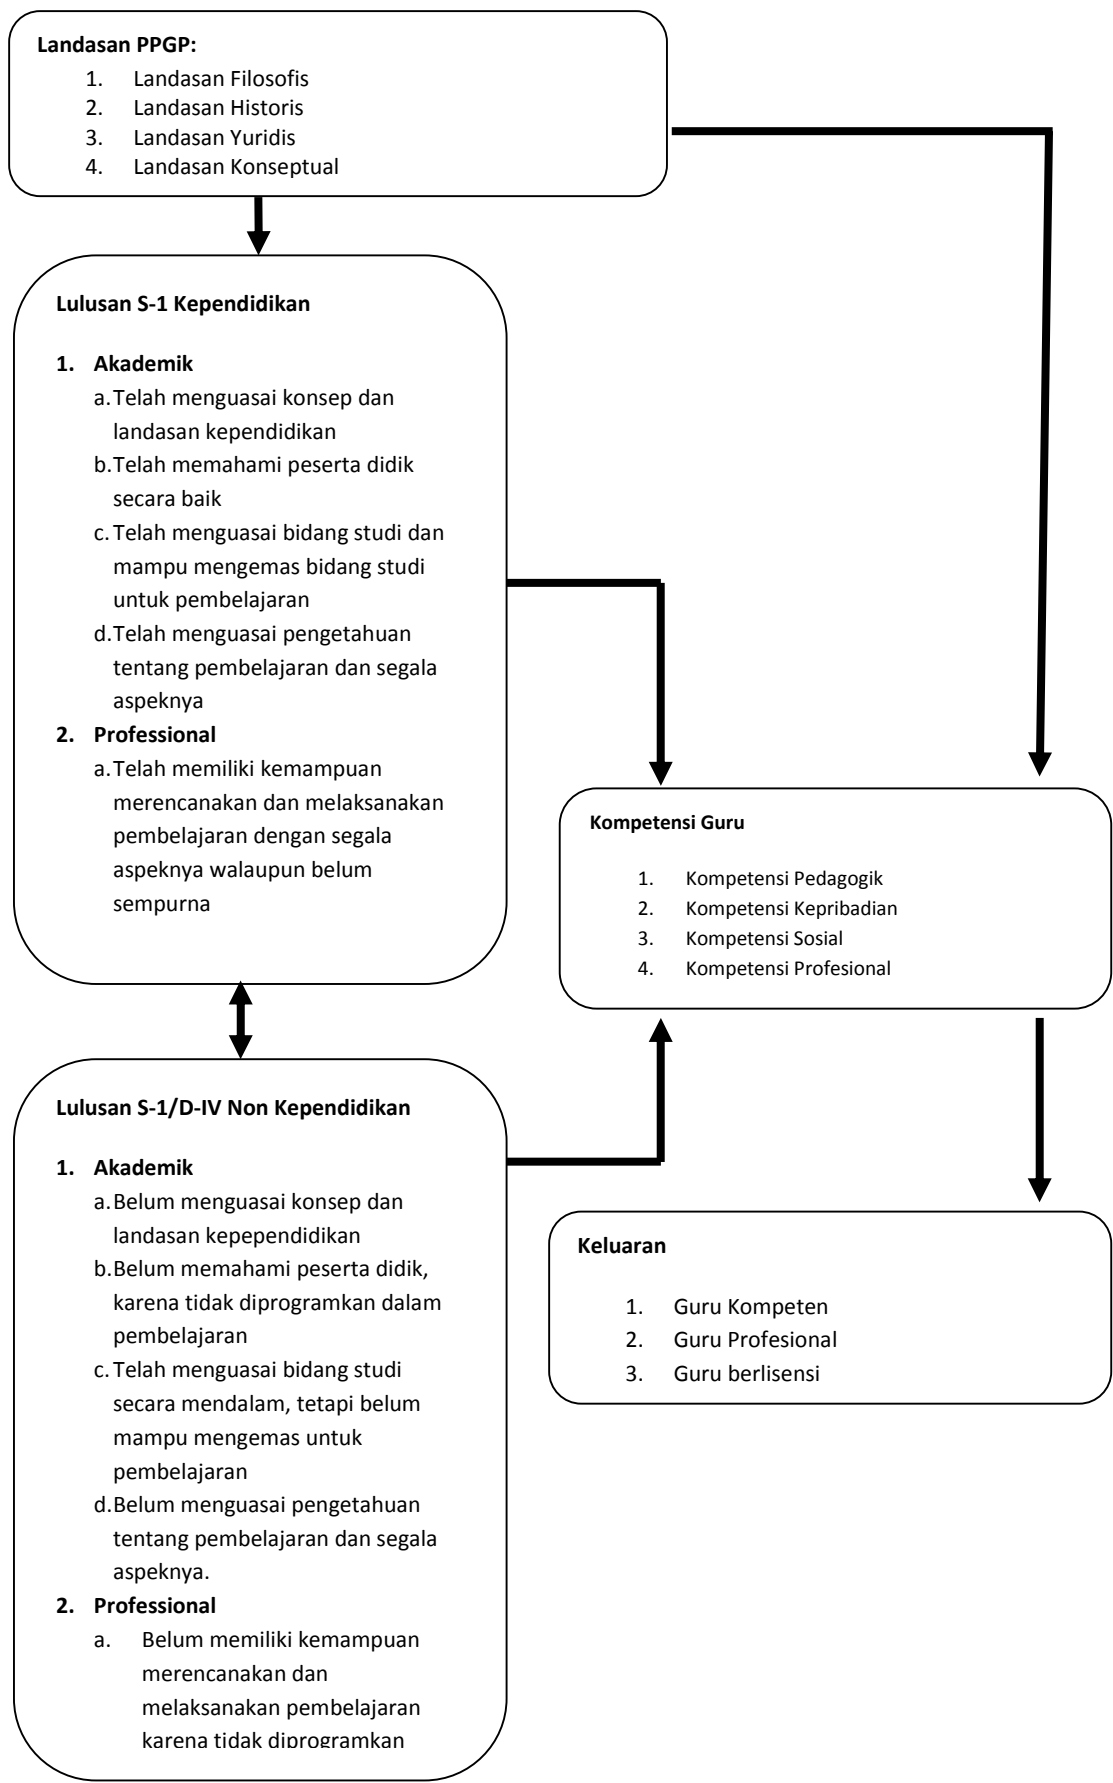 Landasan PPGP:
1. Landasan Filosofis
2. Landasan Historis
3. Landasan Yuridis
4. Landasan Konseptual
Lulusan S-1 Kependidikan
1. Akademik
a. Telah menguasai konsep dan
landasan kependidikan
b. Telah memahami peserta didik
secara baik
c. Telah menguasai bidang studi dan
mampu mengemas bidang studi
untuk pembelajaran
d. Telah menguasai pengetahuan
tentang pembelajaran dan segala
aspeknya
2. Professional
a. Telah memiliki kemampuan
merencanakan dan melaksanakan
pembelajaran dengan segala
aspeknya walaupun belum
sempurna
Kompetensi Guru
1. Kompetensi Pedagogik
2. Kompetensi Kepribadian
3. Kompetensi Sosial
4. Kompetensi Profesional
Lulusan S-1/D-IV Non Kependidikan
1. Akademik
a. Belum menguasai konsep dan
landasan kepependidikan
b. Belum memahami peserta didik,
karena tidak diprogramkan dalam
pembelajaran
c. Telah menguasai bidang studi
secara mendalam, tetapi belum
mampu mengemas untuk
pembelajaran
d. Belum menguasai pengetahuan
tentang pembelajaran dan segala
aspeknya.
2. Professional
a. Belum memiliki kemampuan
merencanakan dan
melaksanakan pembelajaran
karena tidak diprogramkan
Keluaran
1. Guru Kompeten
2. Guru Profesional
3. Guru berlisensi